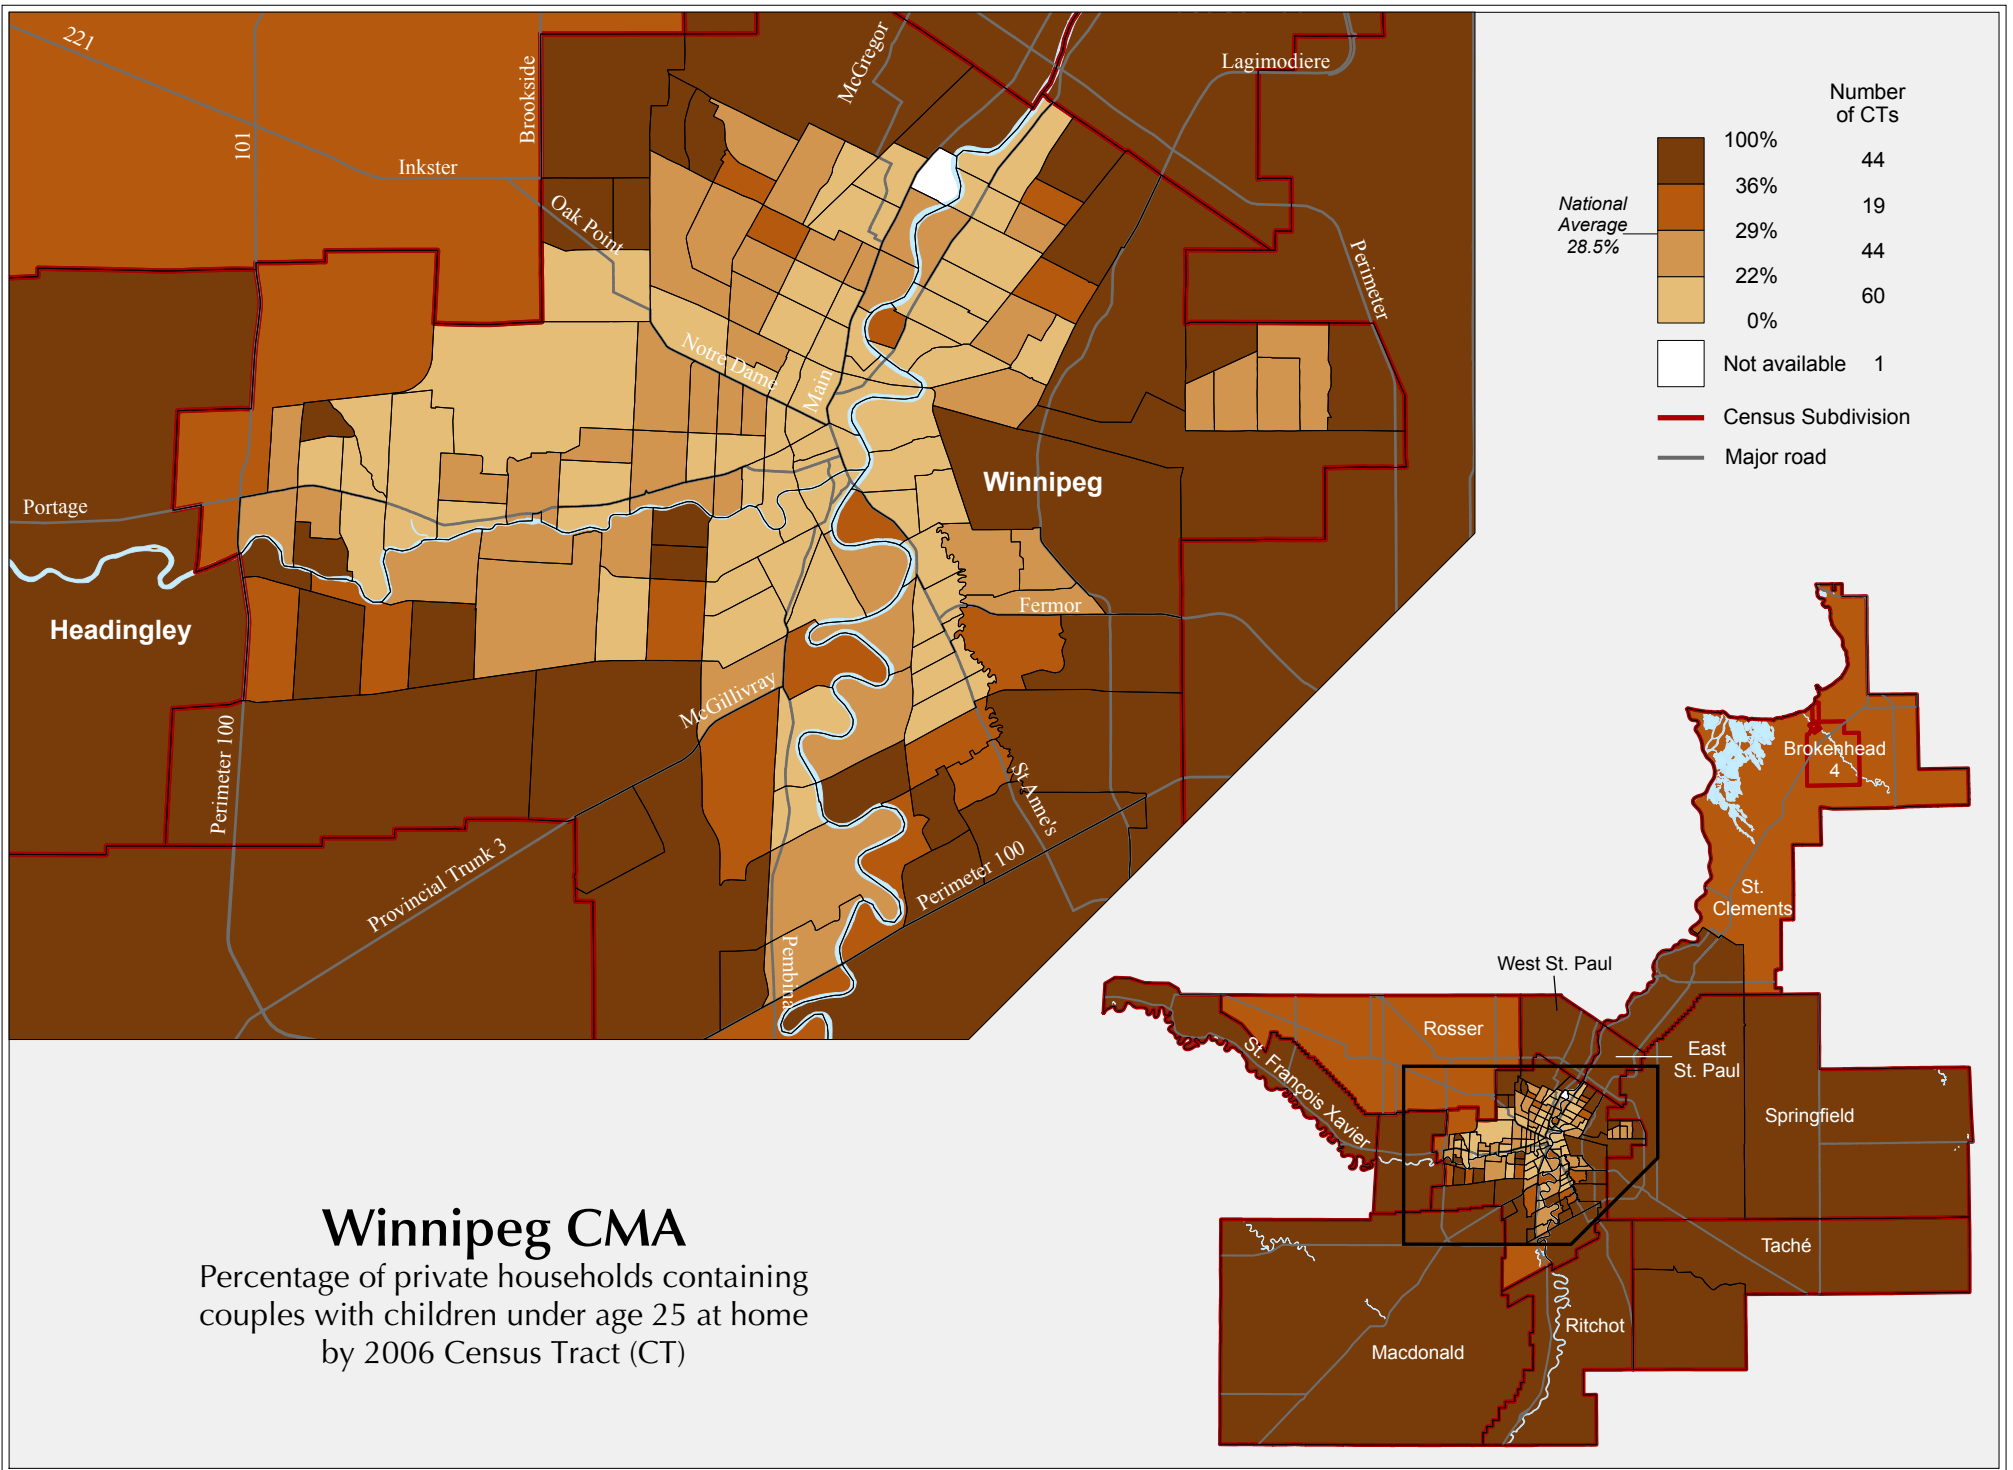 221
101
Brookside
Inkster
Oak Point
McGregor
Lagimodiere
Perimeter
Notre Dame
Main
Portage
Winnipeg
Headingley
Fermor
McGillivray
Perimeter 100
St. Anne's
Provincial Trunk 3
Perimeter 100
Pembina
Number
of CTs
100%
44
36%
19
National
Average
28.5%
29%
44
22%
60
0%
Not available 1
Census Subdivision
Major road
Brokenhead
4
St.
Clements
West St. Paul
Rosser
East
St. Paul
St. François Xavier
Springfield
Taché
Ritchot
Macdonald
Winnipeg CMA
Percentage of private households containing
couples with children under age 25 at home
by 2006 Census Tract (CT)